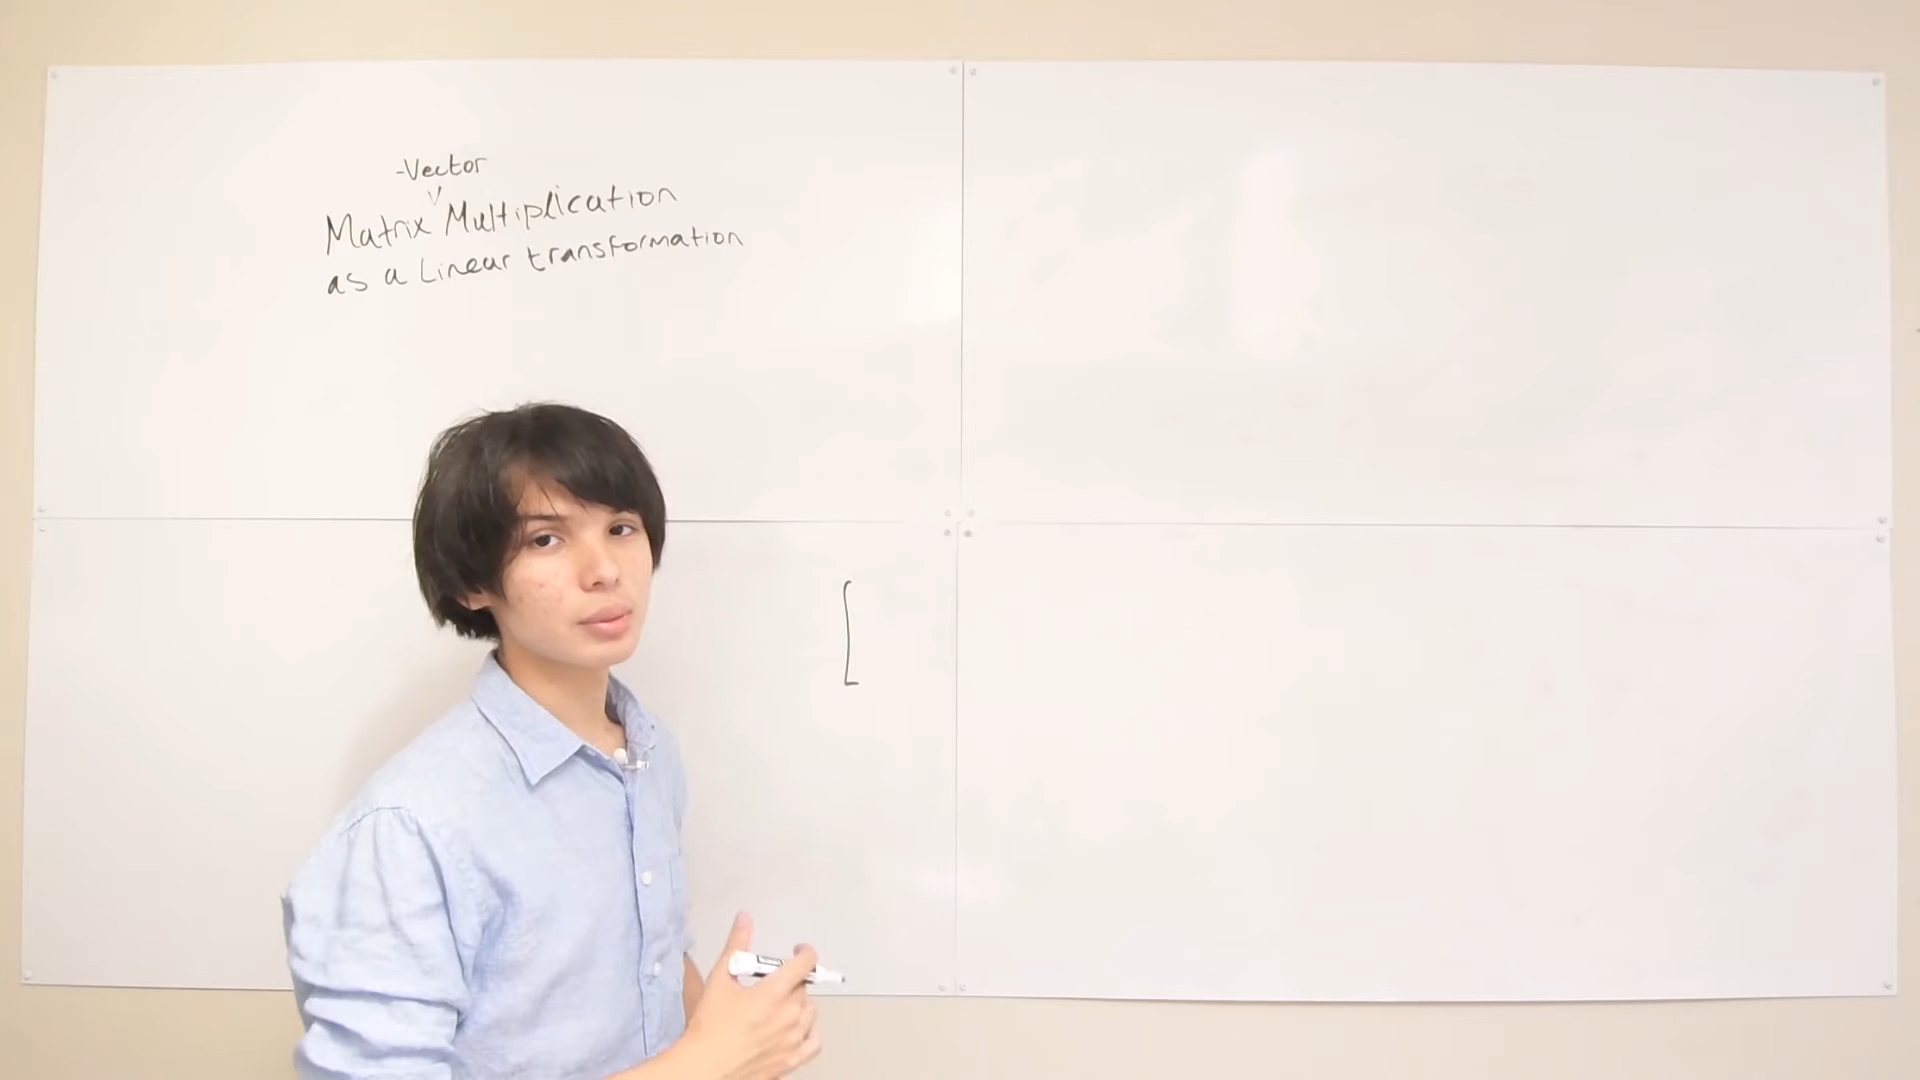 -Vector
Matrix Multiplication
as a Linear transformation
[